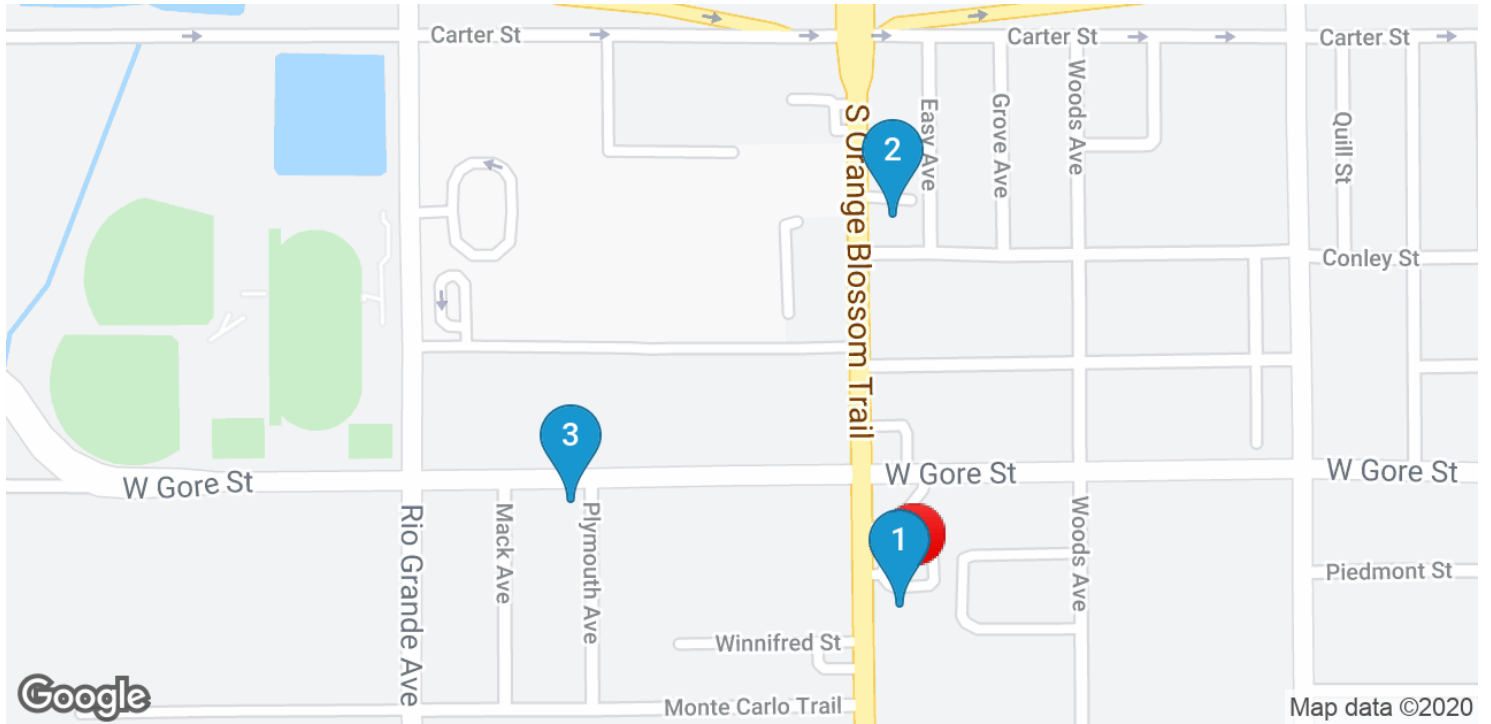 Carter St
Carter St
Carter St
S Orange Blossom Trail
Easy Ave
Grove Ave
Woods Ave
Quill St
2
Conley St
3
W Gore St
W Gore St
W Gore St
Rio Grande Ave
Mack Ave
Plymouth Ave
1
Woods Ave
Piedmont St
Winnifred St
Monte Carlo Trail
Google
Map data ©2020